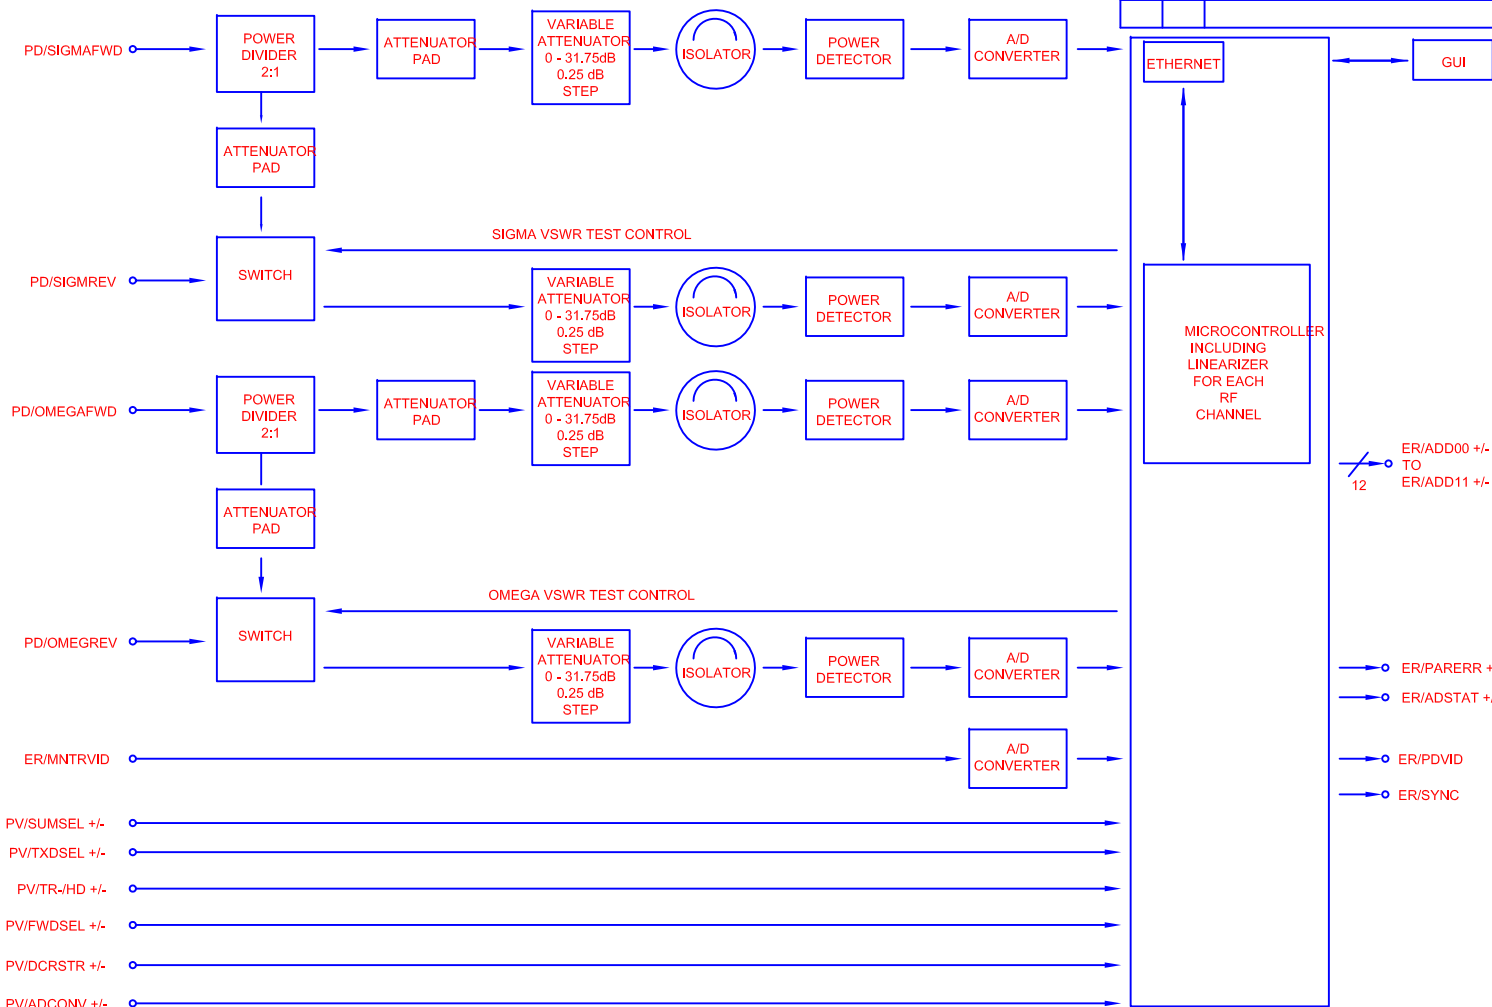 PD/SIGMAFWD
POWER
DIVIDER
2:1
ATTENUATOR
PAD
VARIABLE
ATTENUATOR
0 - 31.75dB
0.25 dB
STEP
ISOLATOR
POWER
DETECTOR
A/D
CONVERTER
ETHERNET
GUI
ATTENUATOR
PAD
SIGMA VSWR TEST CONTROL
PD/SIGMREV
SWITCH
VARIABLE
ATTENUATOR
0 - 31.75dB
0.25 dB
STEP
ISOLATOR
POWER
DETECTOR
A/D
CONVERTER
MICROCONTROLLER
INCLUDING
LINEARIZER
FOR EACH
RF
CHANNEL
PD/OMEGAFWD
POWER
DIVIDER
2:1
ATTENUATOR
PAD
VARIABLE
ATTENUATOR
0 - 31.75dB
0.25 dB
STEP
ISOLATOR
POWER
DETECTOR
A/D
CONVERTER
12
ER/ADD00 +/-
TO
ER/ADD11 +/-
ATTENUATOR
PAD
OMEGA VSWR TEST CONTROL
PD/OMEGREV
SWITCH
VARIABLE
ATTENUATOR
0 - 31.75dB
0.25 dB
STEP
ISOLATOR
POWER
DETECTOR
A/D
CONVERTER
ER/PARERR +
ER/ADSTAT +/
ER/MNTRVID
A/D
CONVERTER
ER/PDVID
ER/SYNC
PV/SUMSEL +/-
PV/TXDSEL +/-
PV/TR-/HD +/-
PV/FWDSEL +/-
PV/DCRSTR +/-
PV/ADCONV +/-